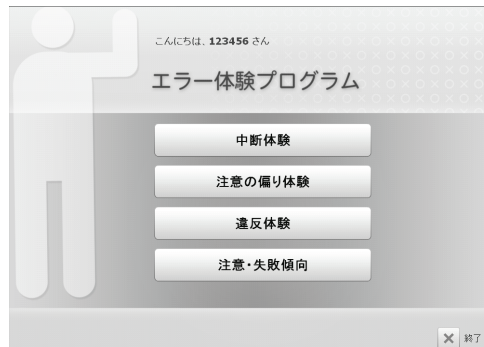 こんにちは、123456 さん
エラー体験プログラム
中断体験
注意の偏り体験
違反体験
注意・失敗傾向
終了